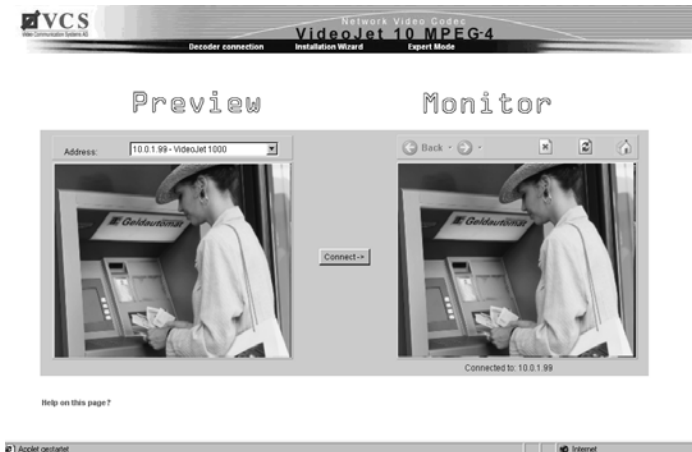 VCS
Video Communication Systems AG
Network Video Codec
VideoJet 10 MPEG-4
Decoder connection Installation Wizard Expert Mode
Preview Monitor
Address: 10.0.1.99 - VideoJet 1000
Back
Geldautomat
Geldautomat
Connect ->
Connected to: 10.0.1.99
Help on this page?
Applet gestartet Internet